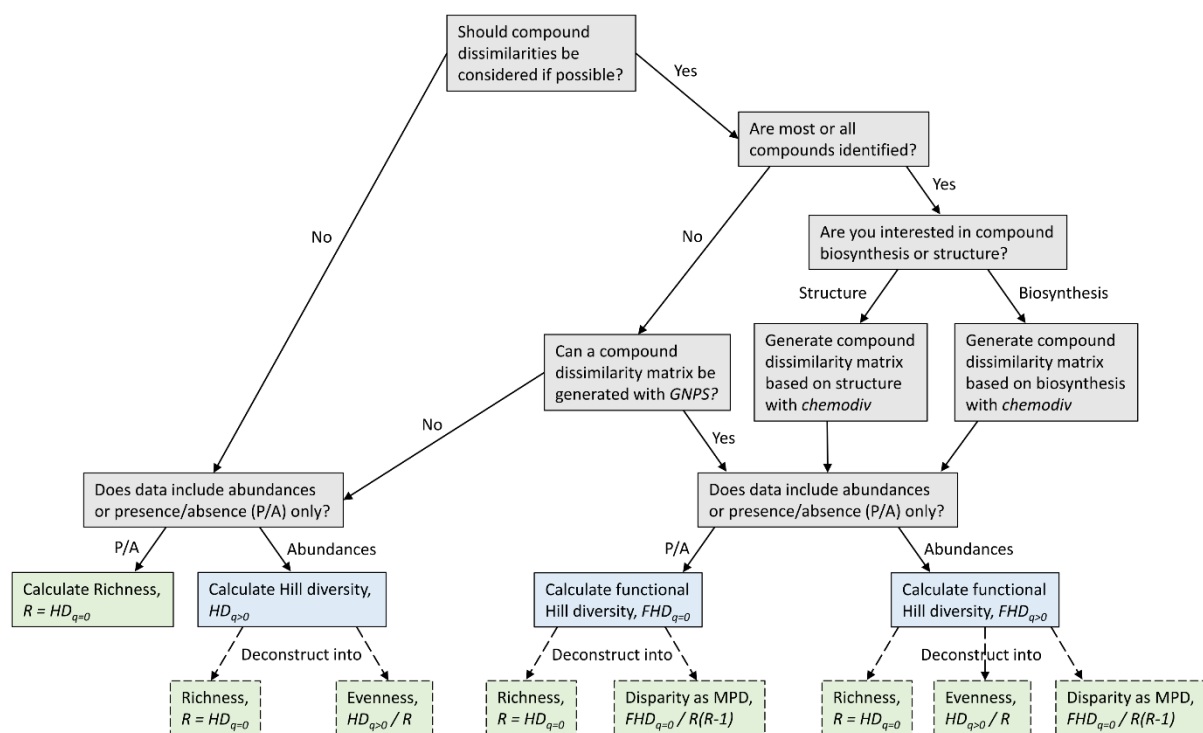 Should compound
dissimilarities be
considered if possible?
Yes
Are most or all
compounds identified?
Yes
No
No
Are you interested in compound
biosynthesis or structure?
Structure
Biosynthesis
Can a compound
dissimilarity matrix be
generated with GNPS?
Generate compound
dissimilarity matrix
based on structure
with chemodiv
Generate compound
dissimilarity matrix
based on biosynthesis
with chemodiv
No
Yes
Does data include abundances
or presence/absence (P/A) only?
Does data include abundances
or presence/absence (P/A) only?
P/A
Abundances
P/A
Abundances
Calculate Richness,
R = HDq=0
Calculate Hill diversity,
HDq>0
Calculate functional
Hill diversity, FHDq=0
Calculate functional
Hill diversity, FHDq>0
Deconstruct into
Deconstruct into
Deconstruct into
Richness,
R = HDq=0
Evenness,
HDq>0 / R
Richness,
R = HDq=0
Disparity as MPD,
FHDq=0 / R(R-1)
Richness,
R = HDq=0
Evenness,
HDq>0 / R
Disparity as MPD,
FHDq=0 / R(R-1)